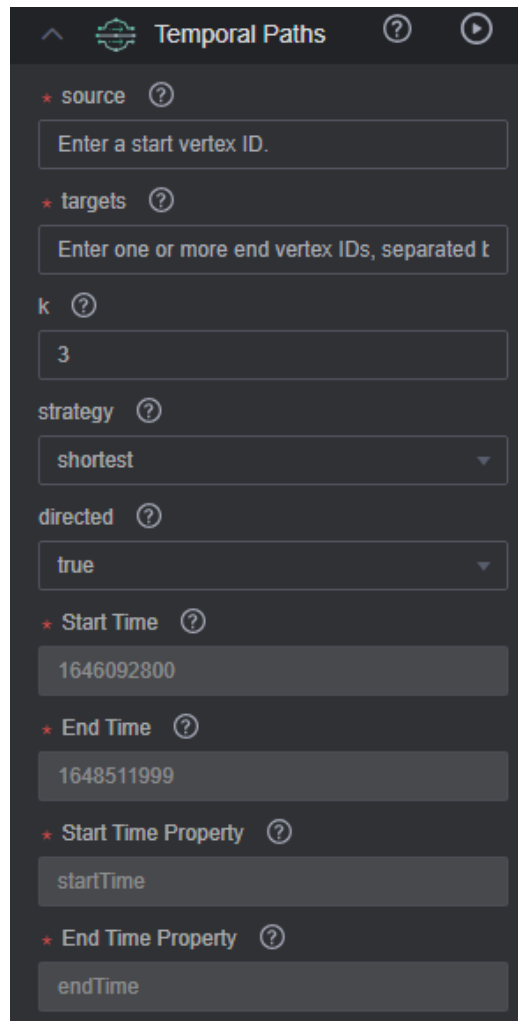 Temporal Paths
* source
Enter a start vertex ID.
* targets
Enter one or more end vertex IDs, separated b
k
3
strategy
shortest
directed
true
* Start Time
1646092800
* End Time
1648511999
* Start Time Property
startTime
* End Time Property
endTime